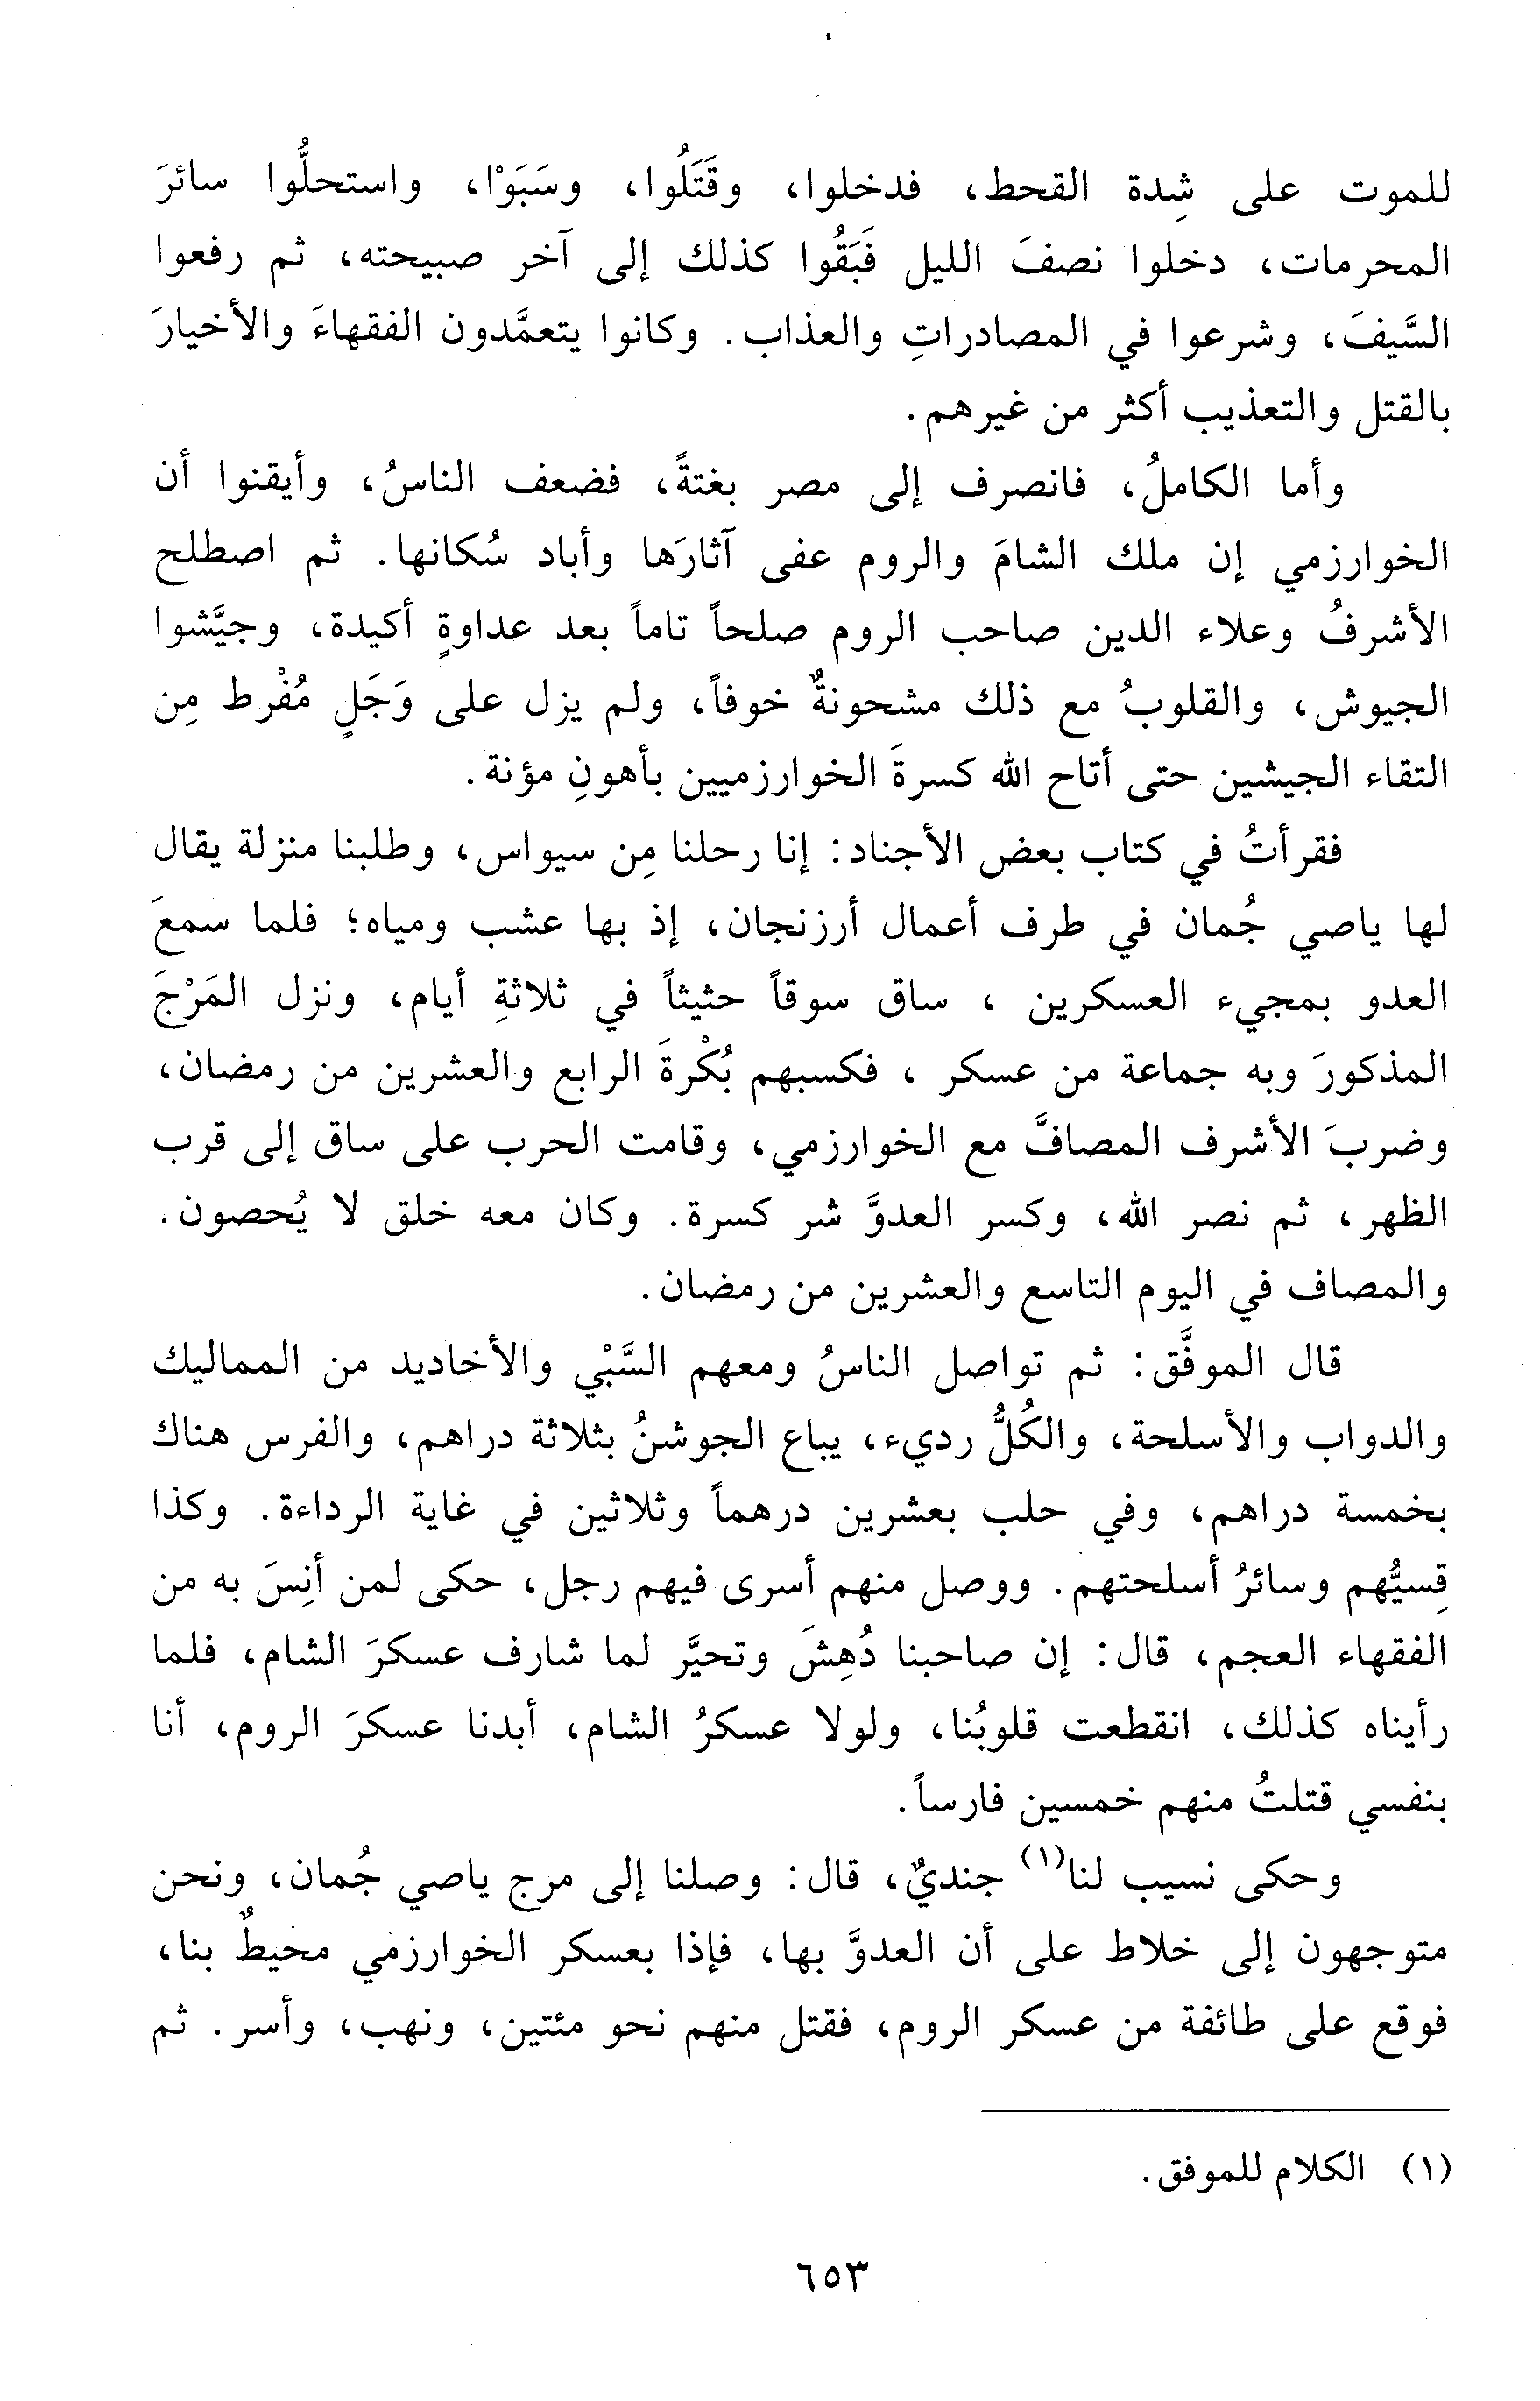 للموت على شِدة القحط، فدخلوا، وقَتَلُوا، وسَبَوْا، واستحلُّوا سائرَ
المحرمات، دخلوا نصفَ الليل فَبَقُوا كذلك إلى آخر صبيحته، ثم رفعوا
السَّيفَ، وشرعوا في المصادراتِ والعذاب. وكانوا يتعمَّدون الفقهاءَ والأخيارَ
بالقتل والتعذيب أكثر من غيرهم.
وأما الكاملُ، فانصرف إلى مصر بغتةً، فضعف الناسُ، وأيقنوا أن
الخوارزمي إن ملك الشامَ والروم عفى آثارَها وأباد سُكانها. ثم اصطلح
الأشرفُ وعلاء الدين صاحب الروم صلحاً تاماً بعد عداوةٍ أكيدة، وجيَّشوا
الجيوش، والقلوبُ مع ذلك مشحونةٌ خوفاً، ولم يزل على وَجَلٍ مُفْرط مِن
التقاء الجيشين حتى أتاح الله كسرةَ الخوارزميين بأهونِ مؤنة.
فقرأتُ في كتاب بعض الأجناد: إنا رحلنا مِن سيواس، وطلبنا منزلة يقال
لها ياصي جُمان في طرف أعمال أرزنجان، إذ بها عشب ومياه؛ فلما سمعَ
العدو بمجيء العسكرين ، ساق سوقاً حثيثاً في ثلاثةِ أيام، ونزل المَرْجَ
المذكورَ وبه جماعة من عسكر ، فكسبهم بُكْرةَ الرابع والعشرين من رمضان،
وضربَ الأشرف المصافَّ مع الخوارزمي، وقامت الحرب على ساق إلى قرب
الظهر، ثم نصر الله، وكسر العدوَّ شر كسرة. وكان معه خلق لا يُحصون.
والمصاف في اليوم التاسع والعشرين من رمضان.
قال الموفَّق: ثم تواصل الناسُ ومعهم السَّبْي والأخاديد من المماليك
والدواب والأسلحة، والكُلُّ رديء، يباع الجوشنُ بثلاثة دراهم، والفرس هناك
بخمسة دراهم، وفي حلب بعشرين درهماً وثلاثين في غاية الرداءة. وكذا
قِسيُّهم وسائرُ أسلحتهم. ووصل منهم أسرى فيهم رجل، حكى لمن أنِسَ به من
الفقهاء العجم، قال: إن صاحبنا دُهِشَ وتحيَّر لما شارف عسكرَ الشام، فلما
رأيناه كذلك، انقطعت قلوبُنا، ولولا عسكرُ الشام، أبدنا عسكرَ الروم، أنا
بنفسي قتلتُ منهم خمسين فارساً.
وحكى نسيب لنا(١) جنديٌ، قال: وصلنا إلى مرج ياصي جُمان، ونحن
متوجهون إلى خلاط على أن العدوَّ بها، فإذا بعسكر الخوارزمي محيطٌ بنا،
فوقع على طائفة من عسكر الروم، فقتل منهم نحو مئتين، ونهب، وأسر. ثم
(١) الكلام للموفق.
٦٥٣